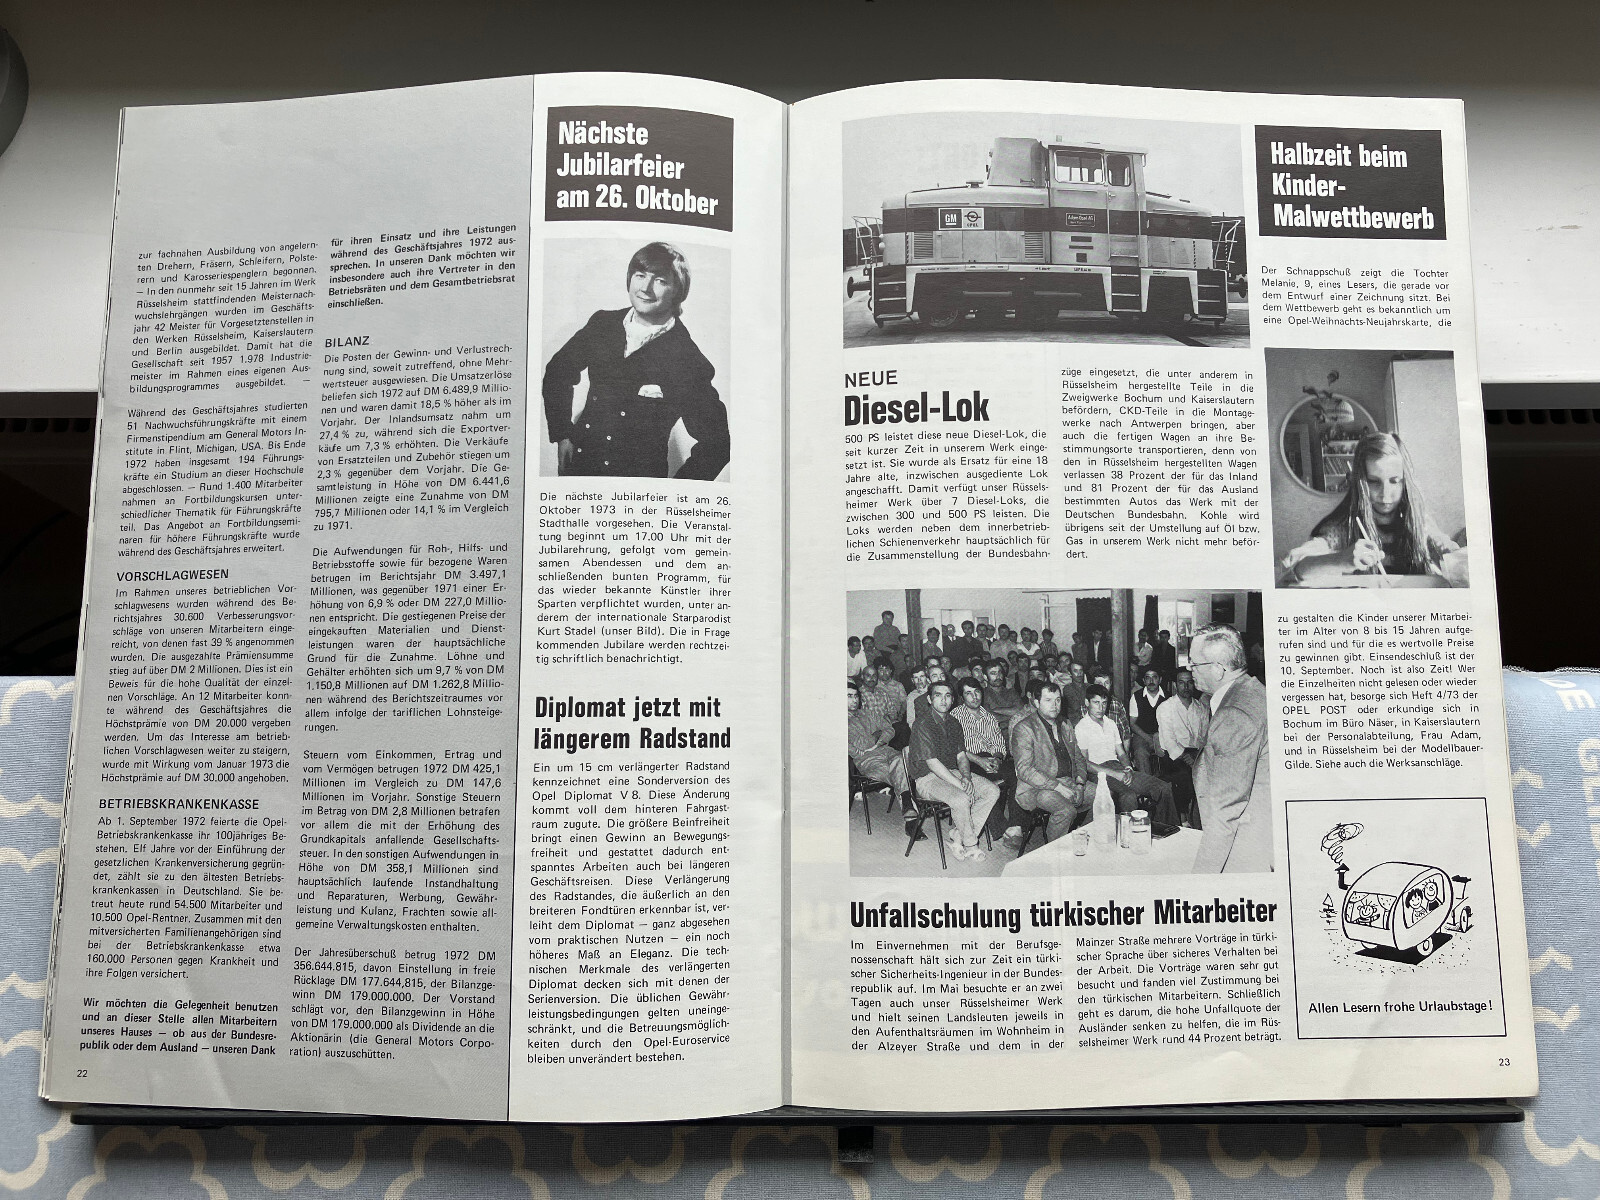 zur fachnahen Ausbildung von angelern-
ten Drehern, Fräsern, Schleifern, Polste-
rern und Karosseriespenglern begonnen.
— In den nunmehr seit 15 Jahren im Werk
Rüsselsheim stattfindenden Meisternach-
wuchslehrgängen wurden im Geschäfts-
jahr 42 Meister für Vorgesetztenstellen in
den Werken Rüsselsheim, Kaiserslautern
und Berlin ausgebildet. Damit hat die
Gesellschaft seit 1957 1.978 Industrie-
meister im Rahmen eines eigenen Aus-
bildungsprogrammes ausgebildet. —
Während des Geschäftsjahres studierten
51 Nachwuchsführungskräfte mit einem
Firmenstipendium am General Motors In-
stitute in Flint, Michigan, USA. Bis Ende
1972 haben insgesamt 194 Führungs-
kräfte ein Studium an dieser Hochschule
abgeschlossen. — Rund 1.400 Mitarbeiter
nahmen an Fortbildungskursen unter-
schiedlicher Thematik für Führungskräfte
teil. Das Angebot an Fortbildungssemi-
naren für höhere Führungskräfte wurde
während des Geschäftsjahres erweitert.
VORSCHLAGWESEN
Im Rahmen unseres betrieblichen Vor-
schlagwesens wurden während des Be-
richtsjahres 30.600 Verbesserungsvor-
schläge von unseren Mitarbeitern einge-
reicht, von denen fast 39 % angenommen
wurden. Die ausgezahlte Prämiensumme
stieg auf über DM 2 Millionen. Dies ist ein
Beweis für die hohe Qualität der einzel-
nen Vorschläge. An 12 Mitarbeiter konn-
te während des Geschäftsjahres die
Höchstprämie von DM 20.000 vergeben
werden. Um das Interesse am betrieb-
lichen Vorschlagwesen weiter zu steigern,
wurde mit Wirkung vom Januar 1973 die
Höchstprämie auf DM 30.000 angehoben.
BETRIEBSKRANKENKASSE
Ab 1. September 1972 feierte die Opel-
Betriebskrankenkasse ihr 100jähriges Be-
stehen. Elf Jahre vor der Einführung der
gesetzlichen Krankenversicherung gegrün-
det, zählt sie zu den ältesten Betriebs-
krankenkassen in Deutschland. Sie be-
treut heute rund 54.500 Mitarbeiter und
10.500 Opel-Rentner. Zusammen mit den
mitversicherten Familienangehörigen sind
bei der Betriebskrankenkasse etwa
160.000 Personen gegen Krankheit und
ihre Folgen versichert.
Wir möchten die Gelegenheit benutzen
und an dieser Stelle allen Mitarbeitern
unseres Hauses — ob aus der Bundesre-
publik oder dem Ausland — unseren Dank
22
für ihren Einsatz und ihre Leistungen
während des Geschäftsjahres 1972 aus-
sprechen. In unseren Dank möchten wir
insbesondere auch ihre Vertreter in den
Betriebsräten und dem Gesamtbetriebsrat
einschließen.
BILANZ
Die Posten der Gewinn- und Verlustrech-
nung sind, soweit zutreffend, ohne Mehr-
wertsteuer ausgewiesen. Die Umsatzerlöse
beliefen sich 1972 auf DM 6.489,9 Millio-
nen und waren damit 18,5 % höher als im
Vorjahr. Der Inlandsumsatz nahm um
27,4 % zu, während sich die Exportver-
käufe um 7,3 % erhöhten. Die Verkäufe
von Ersatzteilen und Zubehör stiegen um
2,3 % gegenüber dem Vorjahr. Die Ge-
samtleistung in Höhe von DM 6.441,6
Millionen zeigte eine Zunahme von DM
795,7 Millionen oder 14,1 % im Vergleich
zu 1971.
Die Aufwendungen für Roh-, Hilfs- und
Betriebsstoffe sowie für bezogene Waren
betrugen im Berichtsjahr DM 3.497,1
Millionen, was gegenüber 1971 einer Er-
höhung von 6,9 % oder DM 227,0 Millio-
nen entspricht. Die gestiegenen Preise der
eingekauften Materialien und Dienst-
leistungen waren der hauptsächliche
Grund für die Zunahme. Löhne und
Gehälter erhöhten sich um 9,7 % von DM
1.150,8 Millionen auf DM 1.262,8 Millio-
nen während des Berichtszeitraumes vor
allem infolge der tariflichen Lohnsteige-
rungen.
Steuern vom Einkommen, Ertrag und
vom Vermögen betrugen 1972 DM 425,1
Millionen im Vergleich zu DM 147,6
Millionen im Vorjahr. Sonstige Steuern
im Betrag von DM 2,8 Millionen betrafen
vor allem die mit der Erhöhung des
Grundkapitals anfallende Gesellschafts-
steuer. In den sonstigen Aufwendungen in
Höhe von DM 358,1 Millionen sind
hauptsächlich laufende Instandhaltung
und Reparaturen, Werbung, Gewähr-
leistung und Kulanz, Frachten sowie all-
gemeine Verwaltungskosten enthalten.
Der Jahresüberschuß betrug 1972 DM
356.644.815, davon Einstellung in freie
Rücklage DM 177.644,815, der Bilanzge-
winn DM 179.000.000. Der Vorstand
schlägt vor, den Bilanzgewinn in Höhe
von DM 179.000.000 als Dividende an die
Aktionärin (die General Motors Corpo-
ration) auszuschütten.
Nächste
Jubilarfeier
am 26. Oktober
Die nächste Jubilarfeier ist am 26.
Oktober 1973 in der Rüsselsheimer
Stadthalle vorgesehen. Die Veranstal-
tung beginnt um 17.00 Uhr mit der
Jubilarehrung, gefolgt vom gemein-
samen Abendessen und dem an-
schließenden bunten Programm, für
das wieder bekannte Künstler ihrer
Sparten verpflichtet wurden, unter an-
derem der internationale Starparodist
Kurt Stadel (unser Bild). Die in Frage
kommenden Jubilare werden rechtzei-
tig schriftlich benachrichtigt.
Diplomat jetzt mit
längerem Radstand
Ein um 15 cm verlängerter Radstand
kennzeichnet eine Sonderversion des
Opel Diplomat V 8. Diese Änderung
kommt voll dem hinteren Fahrgast-
raum zugute. Die größere Beinfreiheit
bringt einen Gewinn an Bewegungs-
freiheit und gestattet dadurch ent-
spanntes Arbeiten auch bei längeren
Geschäftsreisen. Diese Verlängerung
des Radstandes, die äußerlich an den
breiteren Fondtüren erkennbar ist, ver-
leiht dem Diplomat — ganz abgesehen
vom praktischen Nutzen — ein noch
höheres Maß an Eleganz. Die tech-
nischen Merkmale des verlängerten
Diplomat decken sich mit denen der
Serienversion. Die üblichen Gewähr-
leistungsbedingungen gelten uneinge-
schränkt, und die Betreuungsmöglich-
keiten durch den Opel-Euroservice
bleiben unverändert bestehen.
GM
OPEL
Adam Opel AG
NEUE
Diesel-Lok
500 PS leistet diese neue Diesel-Lok, die
seit kurzer Zeit in unserem Werk einge-
setzt ist. Sie wurde als Ersatz für eine 18
Jahre alte, inzwischen ausgediente Lok
angeschafft. Damit verfügt unser Rüssels-
heimer Werk über 7 Diesel-Loks, die
zwischen 300 und 500 PS leisten. Die
Loks werden neben dem innerbetrieb-
lichen Schienenverkehr hauptsächlich für
die Zusammenstellung der Bundesbahn-
züge eingesetzt, die unter anderem in
Rüsselsheim hergestellte Teile in die
Zweigwerke Bochum und Kaiserslautern
befördern, CKD-Teile in die Montage-
werke nach Antwerpen bringen, aber
auch die fertigen Wagen an ihre Be-
stimmungsorte transportieren, denn von
den in Rüsselsheim hergestellten Wagen
verlassen 38 Prozent der für das Inland
und 81 Prozent der für das Ausland
bestimmten Autos das Werk mit der
Deutschen Bundesbahn. Kohle wird
übrigens seit der Umstellung auf Öl bzw.
Gas in unserem Werk nicht mehr beför-
dert.
Unfallschulung türkischer Mitarbeiter
Im Einvernehmen mit der Berufsge-
nossenschaft hält sich zur Zeit ein türki-
scher Sicherheits-Ingenieur in der Bundes-
republik auf. Im Mai besuchte er an zwei
Tagen auch unser Rüsselsheimer Werk
und hielt seinen Landsleuten jeweils in
den Aufenthaltsräumen im Wohnheim in
der Alzeyer Straße und dem in der
Mainzer Straße mehrere Vorträge in türki-
scher Sprache über sicheres Verhalten bei
der Arbeit. Die Vorträge waren sehr gut
besucht und fanden viel Zustimmung bei
den türkischen Mitarbeitern. Schließlich
geht es darum, die hohe Unfallquote der
Ausländer senken zu helfen, die im Rüs-
selsheimer Werk rund 44 Prozent beträgt.
Halbzeit beim
Kinder-
Malwettbewerb
Der Schnappschuß zeigt die Tochter
Melanie, 9, eines Lesers, die gerade vor
dem Entwurf einer Zeichnung sitzt. Bei
dem Wettbewerb geht es bekanntlich um
eine Opel-Weihnachts-Neujahrskarte, die
zu gestalten die Kinder unserer Mitarbei-
ter im Alter von 8 bis 15 Jahren aufge-
rufen sind und für die es wertvolle Preise
zu gewinnen gibt. Einsendeschluß ist der
10. September. Noch ist also Zeit! Wer
die Einzelheiten nicht gelesen oder wieder
vergessen hat, besorge sich Heft 4/73 der
OPEL POST oder erkundige sich in
Bochum im Büro Näser, in Kaiserslautern
bei der Personalabteilung, Frau Adam,
und in Rüsselsheim bei der Modellbauer-
Gilde. Siehe auch die Werksanschläge.
Allen Lesern frohe Urlaubstage!
23